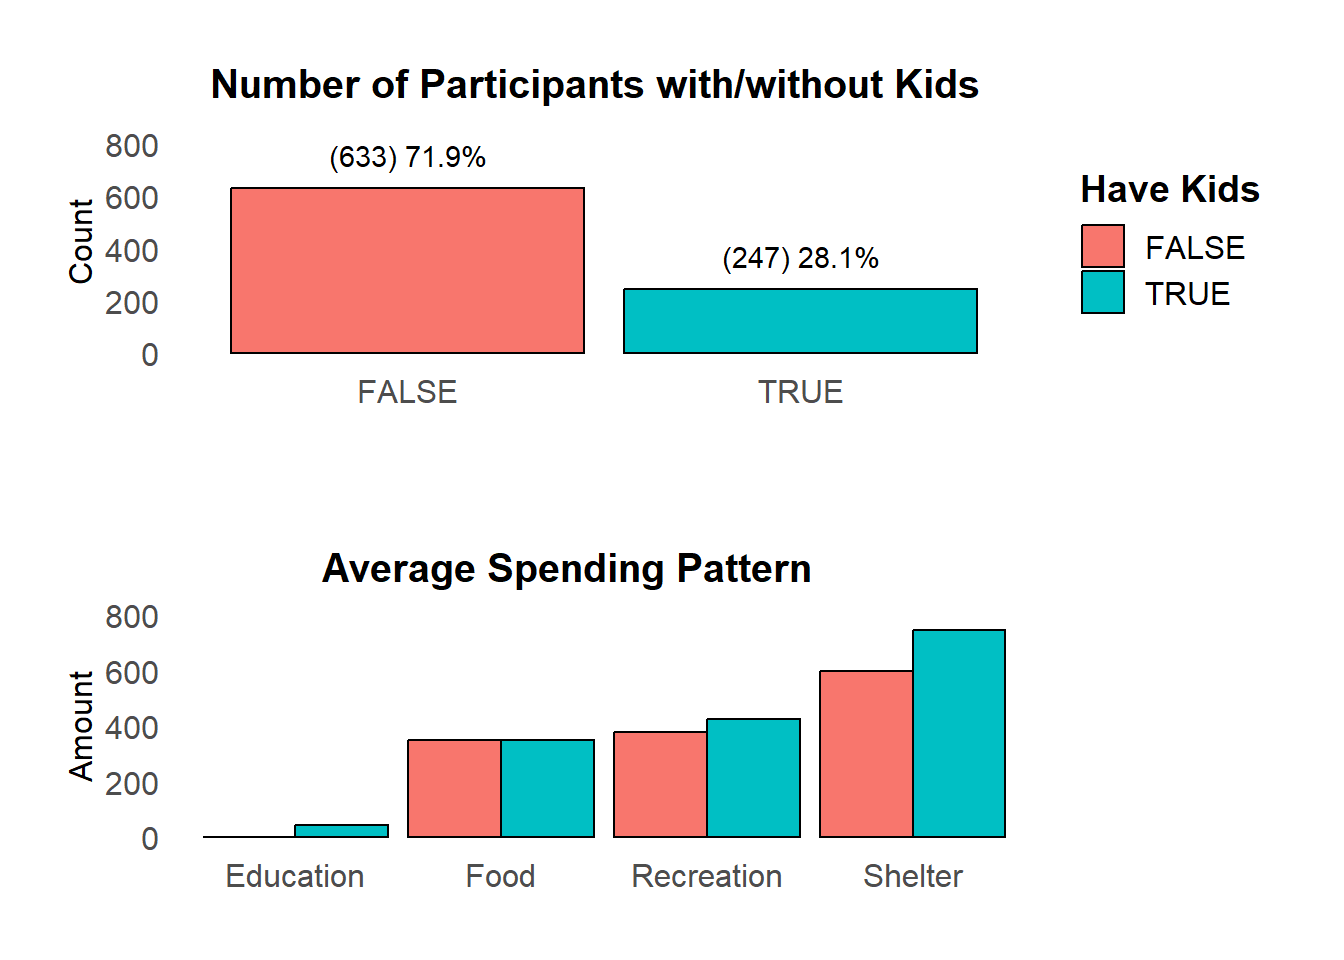 Number of Participants with/without Kids
800
600
400
200
0
Count
(633) 71.9%
(247) 28.1%
FALSE
TRUE
Have Kids
FALSE
TRUE
Average Spending Pattern
800
600
400
200
0
Amount
Education
Food
Recreation
Shelter